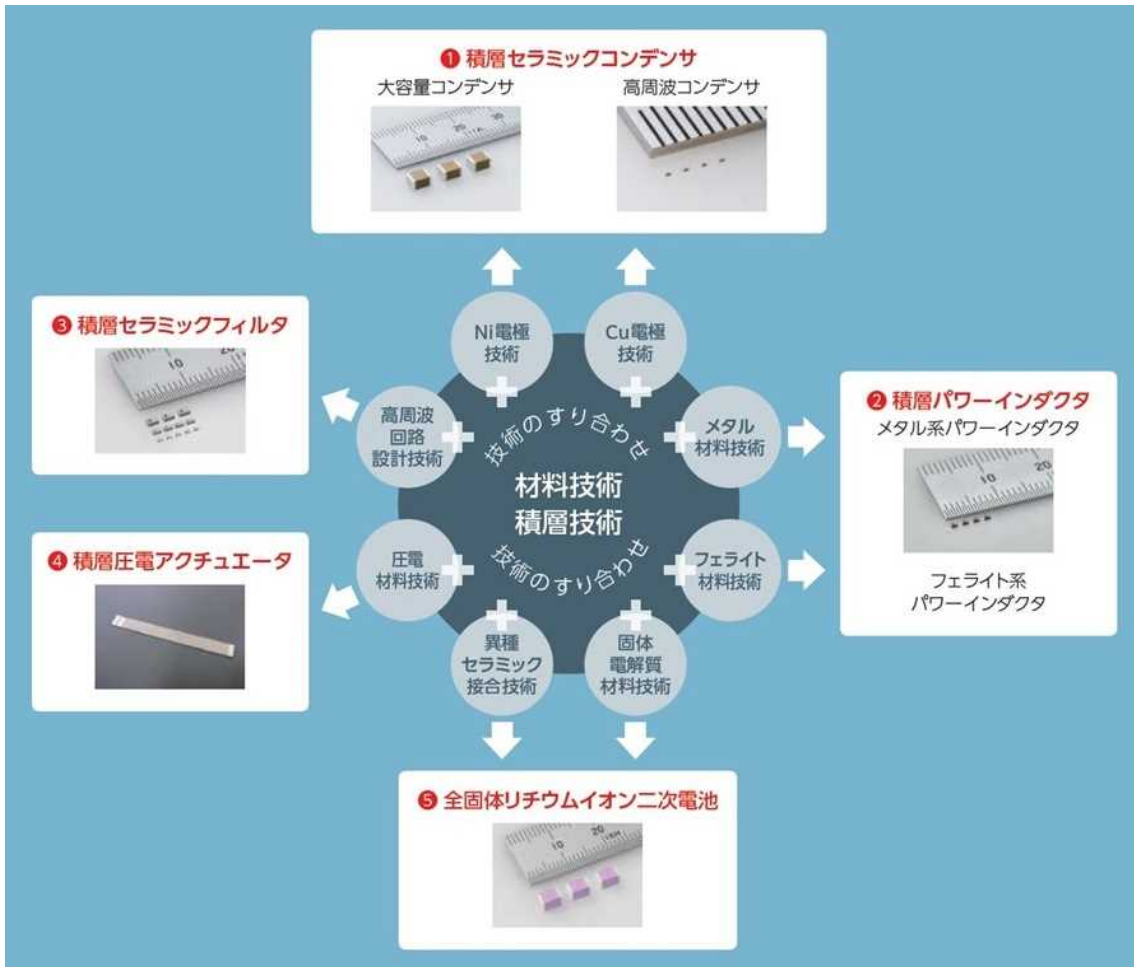 ❶ 積層セラミックコンデンサ
大容量コンデンサ
高周波コンデンサ
10 20 30
❸ 積層セラミックフィルタ
10 20
Ni電極
技術
Cu電極
技術
高周波
回路
設計技術
メタル
材料技術
❷ 積層パワーインダクタ
メタル系パワーインダクタ
10 20
フェライト系
パワーインダクタ
技術のすり合わせ
材料技術
積層技術
技術のすり合わせ
❹ 積層圧電アクチュエータ
圧電
材料技術
フェライト
材料技術
異種
セラミック
接合技術
固体
電解質
材料技術
❺ 全固体リチウムイオン二次電池
10 20